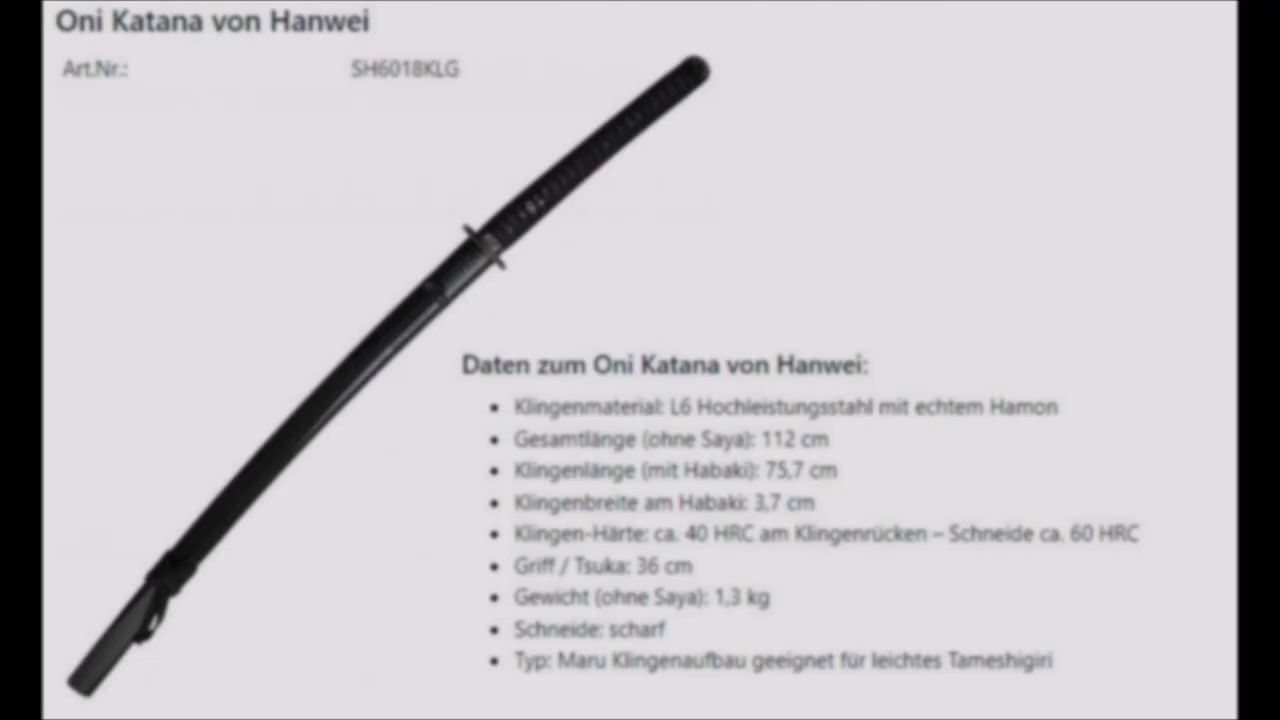 Oni Katana von Hanwei
Art.Nr.: SH6018KLG
Daten zum Oni Katana von Hanwei:
• Klingenmaterial: L6 Hochleistungsstahl mit echtem Hamon
• Gesamtlänge (ohne Saya): 112 cm
• Klingenlänge (mit Habaki): 75,7 cm
• Klingenbreite am Habaki: 3,7 cm
• Klingen-Härte: ca. 40 HRC am Klingenrücken – Schneide ca. 60 HRC
• Griff / Tsuka: 36 cm
• Gewicht (ohne Saya): 1,3 kg
• Schneide: scharf
• Typ: Maru Klingenaufbau geeignet für leichtes Tameshigiri